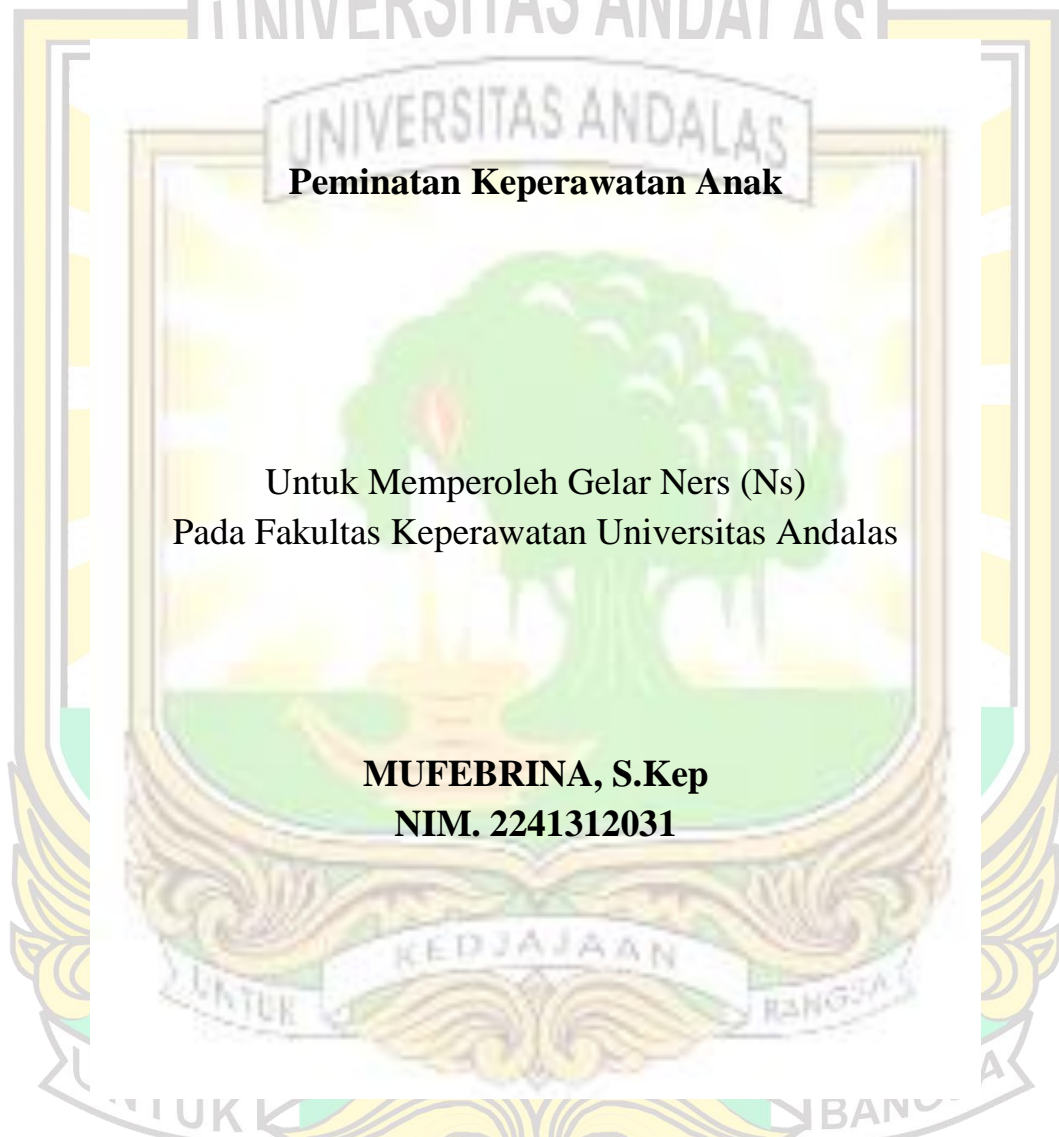 UNIVERSITAS ANDALAS
UNIVERSITAS ANDALAS
Peminatan Keperawatan Anak
Untuk Memperoleh Gelar Ners (Ns)
Pada Fakultas Keperawatan Universitas Andalas
MUFEBRINA, S.Kep
NIM. 2241312031
UNTUK KEDJAJAAN BANGSA